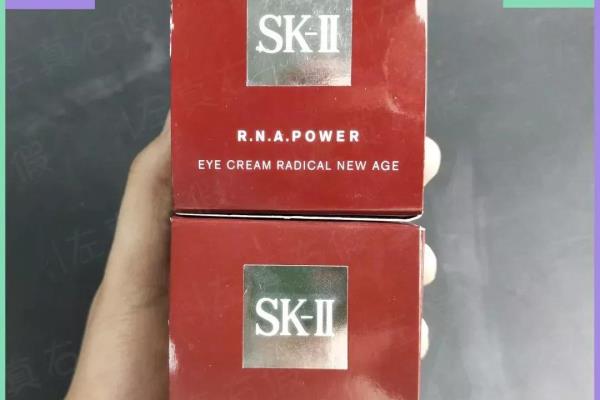 SK-II
R.N.A.POWER
EYE CREAM RADICAL NEW AGE
SK-II